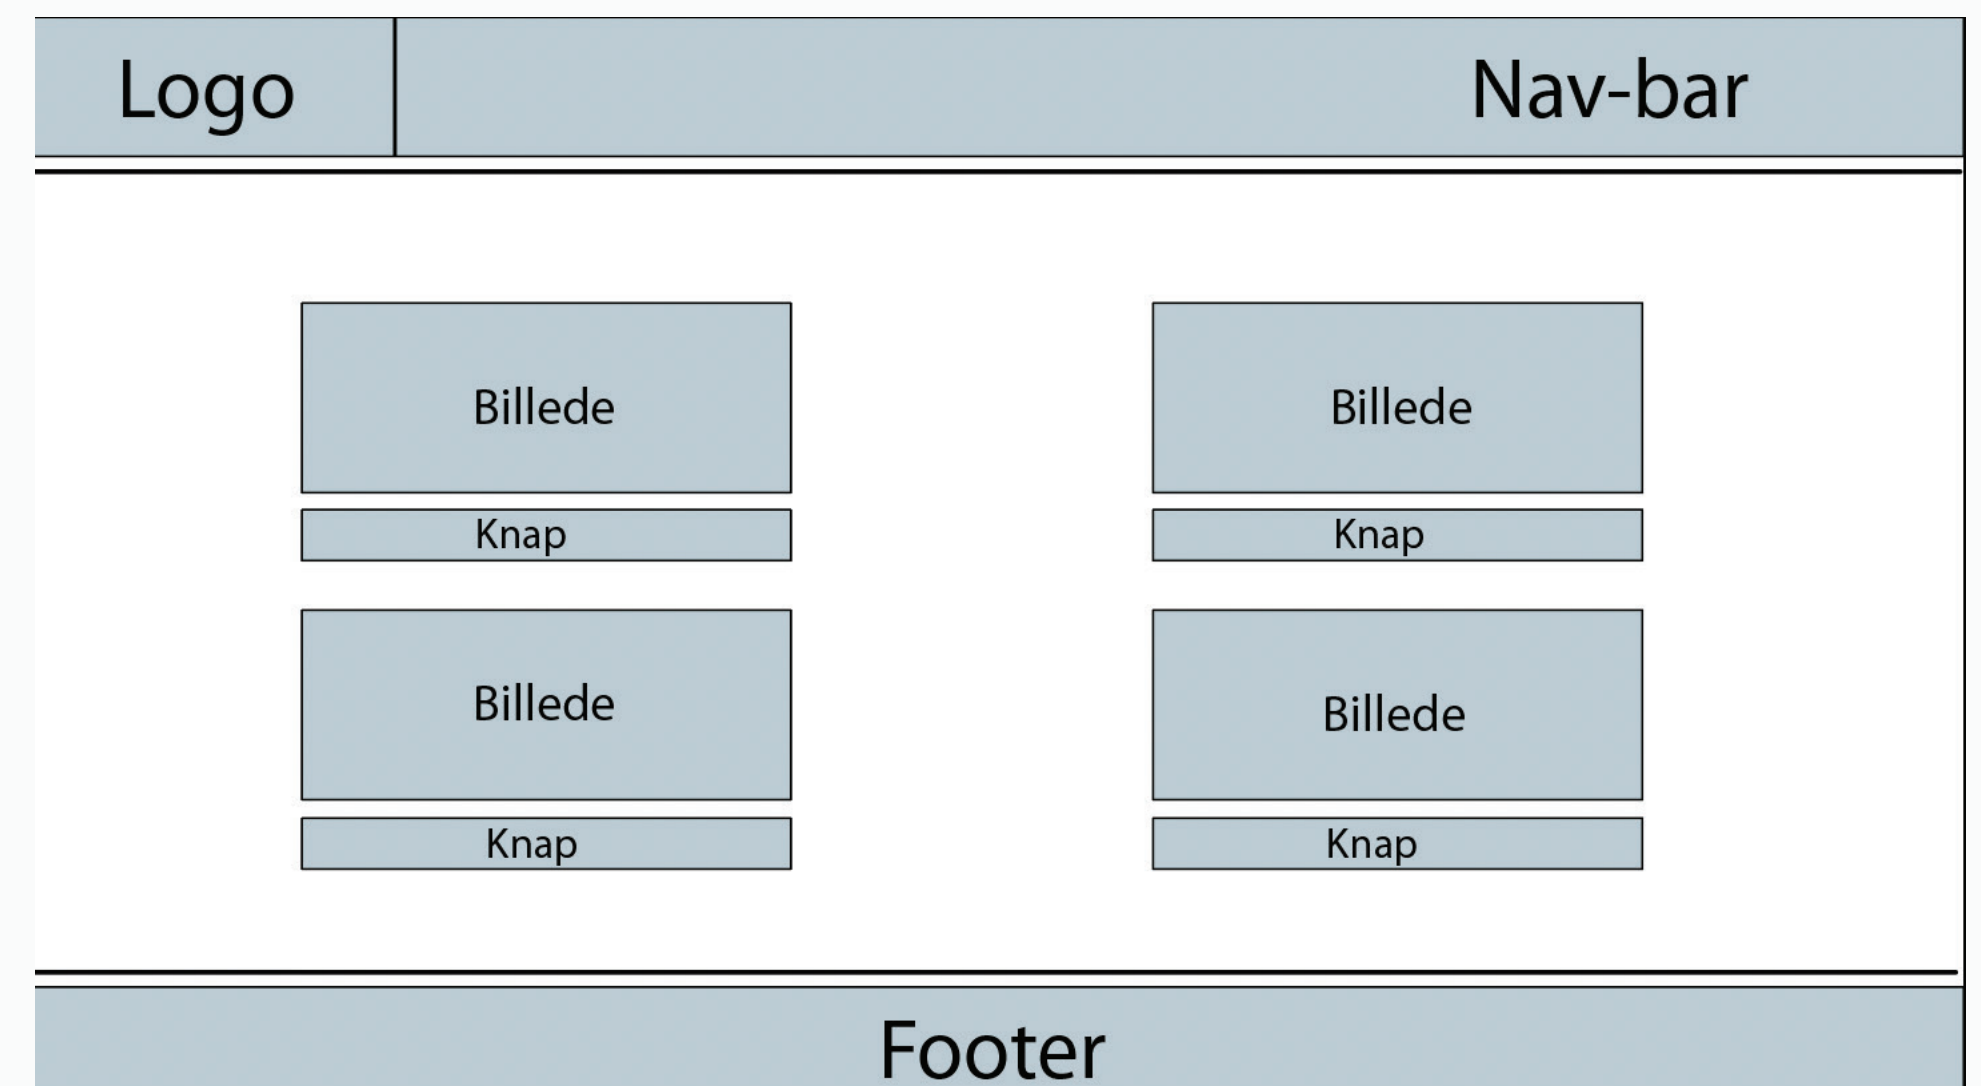 Logo
Nav-bar
Billede
Billede
Knap
Knap
Billede
Billede
Knap
Knap
Footer